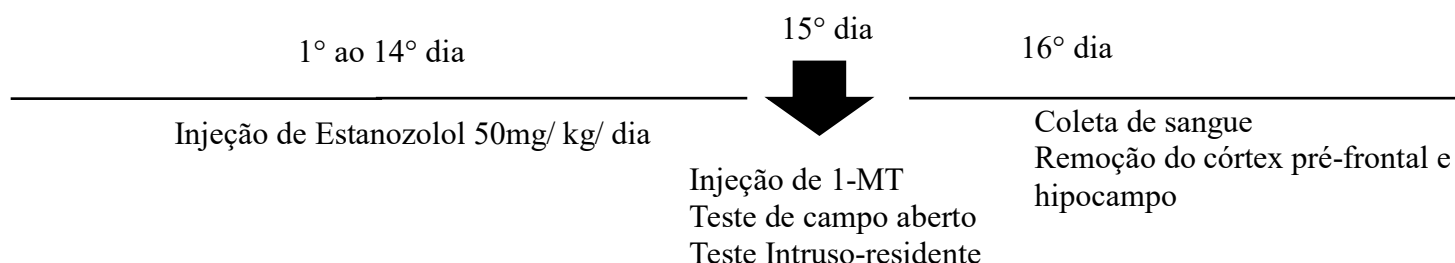 1° ao 14° dia
Injeção de Estanozolol 50mg/ kg/ dia
15° dia
Injeção de 1-MT
Teste de campo aberto
Teste Intruso-residente
16° dia
Coleta de sangue
Remoção do córtex pré-frontal e
hipocampo